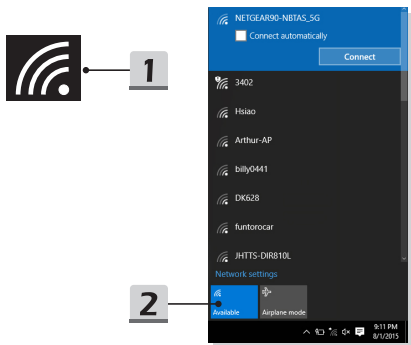 1
NETGEAR90-NBTAS_5G
Connect automatically
Connect
3402
Hsiao
Arthur-AP
billy0441
DK628
funtorocar
JHTTS-DIR810L
Network settings
2
Available
Airplane mode
9:11 PM
8/1/2015